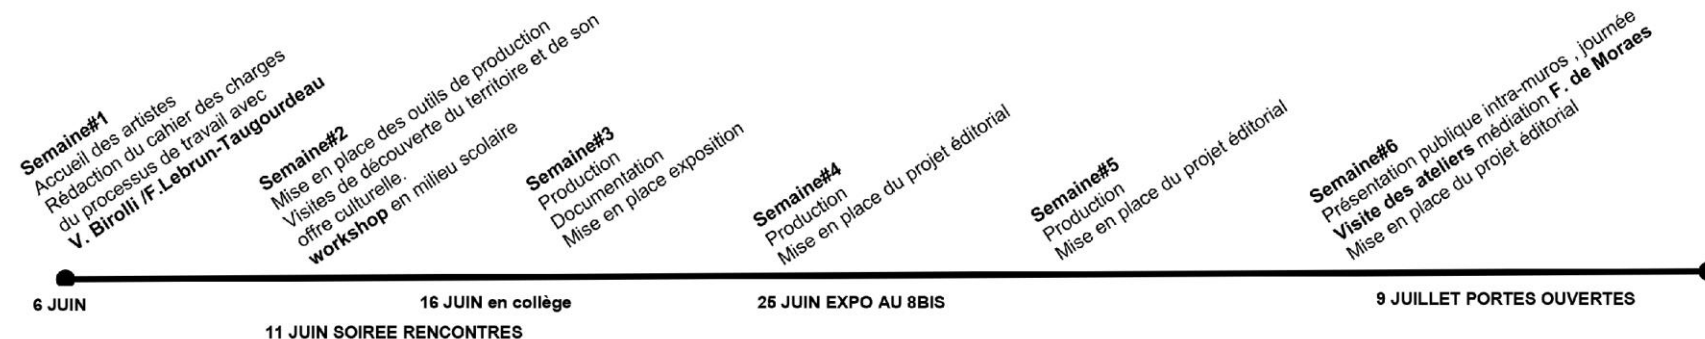 Semaine#1
Accueil des artistes
Rédaction du cahier des charges
du processus de travail avec
V. Birolli /F.Lebrun-Taugourdeau
Semaine#2
Mise en place des outils de production
Visites de découverte du territoire et de son
offre culturelle.
workshop en milieu scolaire
Semaine#3
Production
Documentation
Mise en place exposition
Semaine#4
Production
Mise en place du projet éditorial
Semaine#5
Production
Mise en place du projet éditorial
Semaine#6
Présentation publique intra-muros , journée
Visite des ateliers médiation F. de Moraes
Mise en place du projet éditorial
6 JUIN
11 JUIN SOIREE RENCONTRES
16 JUIN en collège
25 JUIN EXPO AU 8BIS
9 JUILLET PORTES OUVERTES